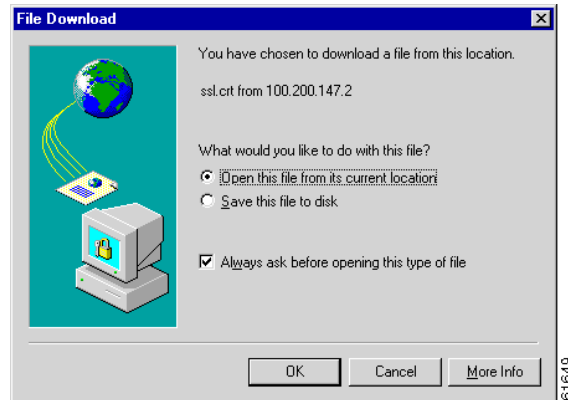 File Download
You have chosen to download a file from this location.
ssl.crt from 100.200.147.2
What would you like to do with this file?
Open this file from its current location
Save this file to disk
Always ask before opening this type of file
OK
Cancel
More Info
61649